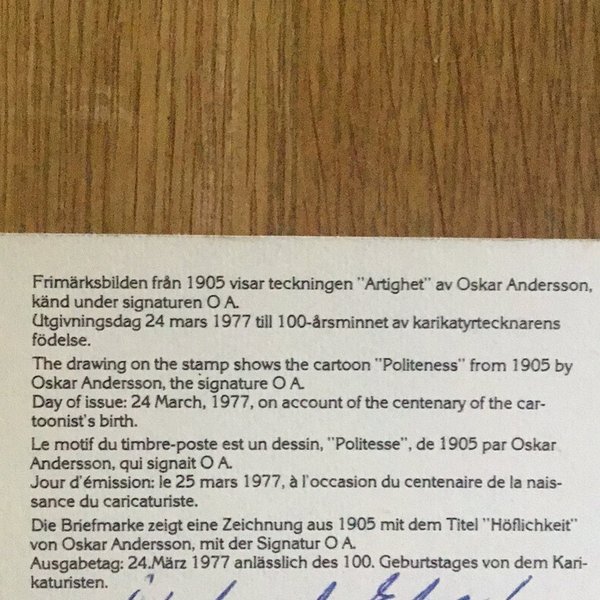 Frimärksbilden från 1905 visar teckningen "Artighet" av Oskar Andersson,
känd under signaturen O A.
Utgivningsdag 24 mars 1977 till 100-årsminnet av karikatyrtecknarens
födelse.
The drawing on the stamp shows the cartoon "Politeness" from 1905 by
Oskar Andersson, the signature O A.
Day of issue: 24 March, 1977, on account of the centenary of the car-
toonist's birth.
Le motif du timbre-poste est un dessin, "Politesse", de 1905 par Oskar
Andersson, qui signait O A.
Jour d'émission: le 25 mars 1977, à l'occasion du centenaire de la nais-
sance du caricaturiste.
Die Briefmarke zeigt eine Zeichnung aus 1905 mit dem Titel "Höflichkeit"
von Oskar Andersson, mit der Signatur O A.
Ausgabetag: 24.März 1977 anlässlich des 100. Geburtstages von dem Kari-
katuristen.